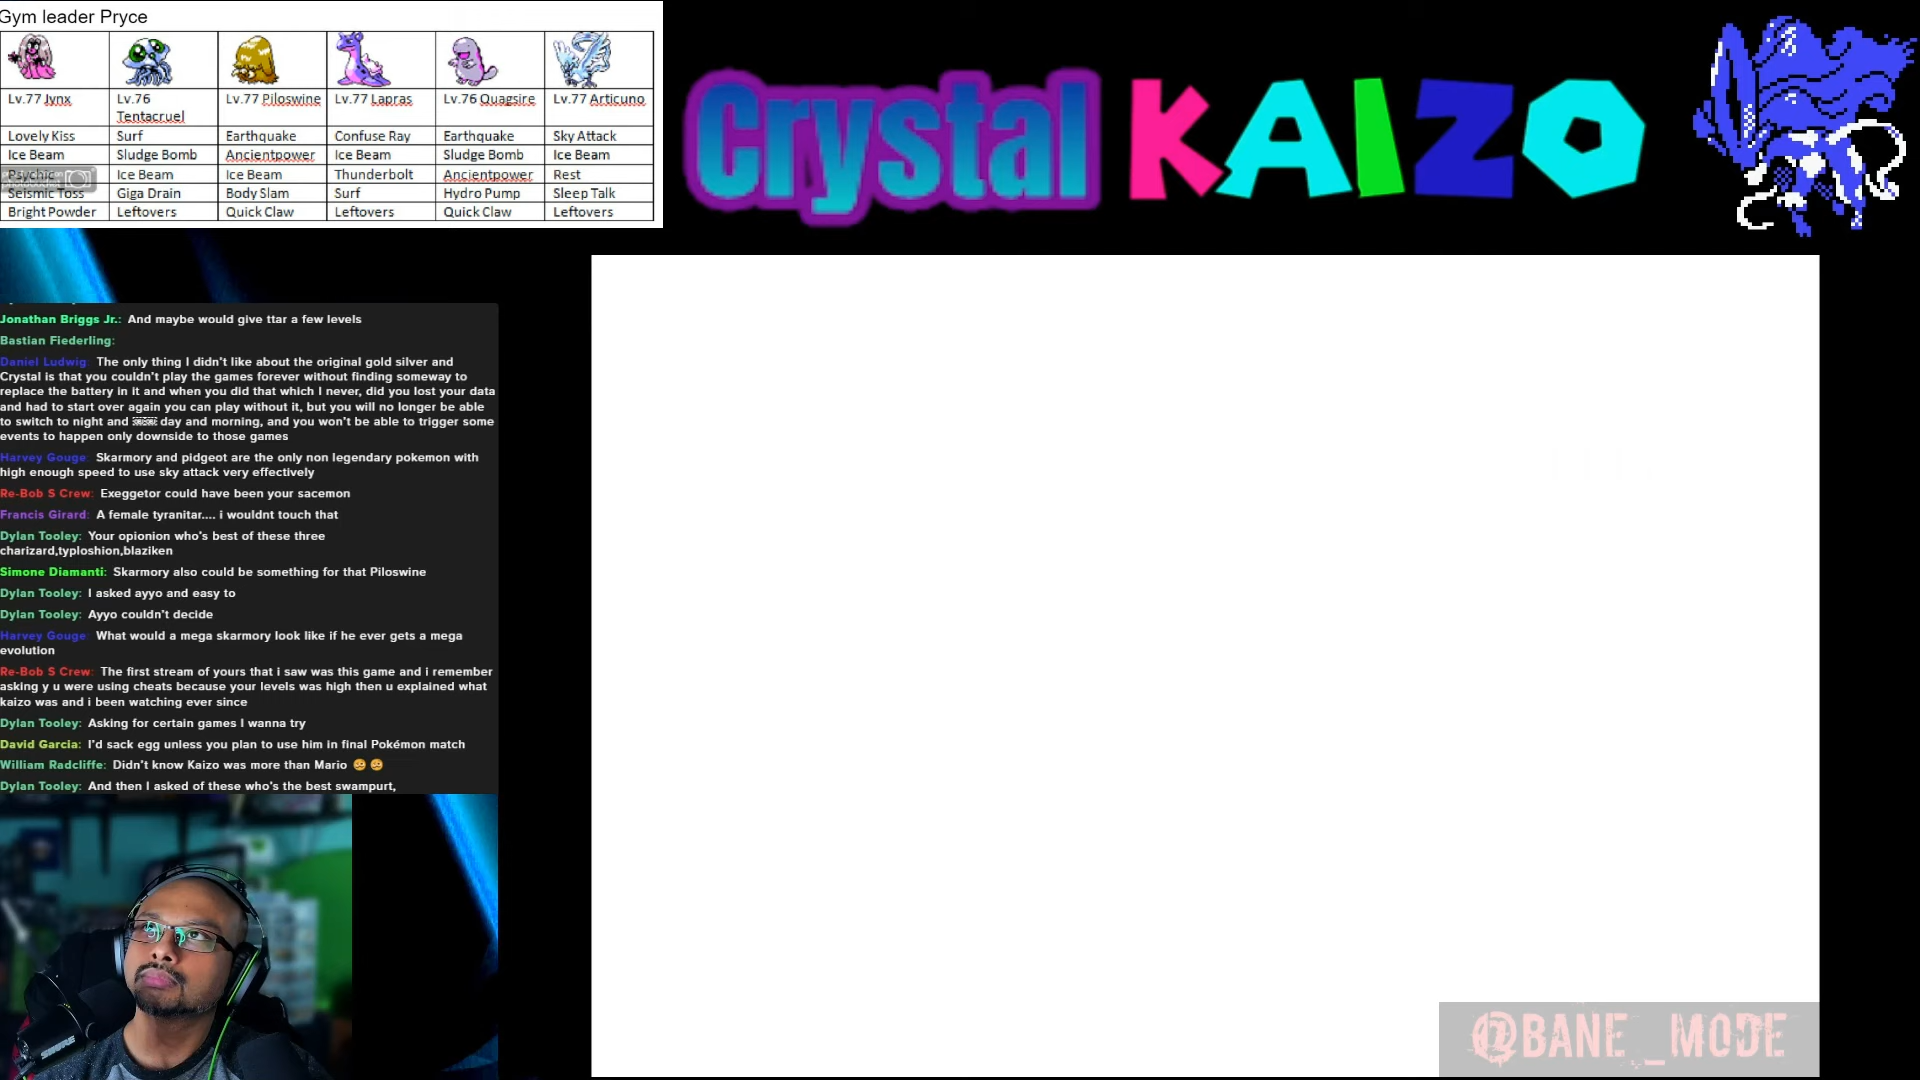 Gym leader Pryce
Lv.77 Jynx
Lv.76 Tentacruel
Lv.77 Piloswine
Lv.77 Lapras
Lv.76 Quagsire
Lv.77 Articuno
Lovely Kiss
Surf
Earthquake
Confuse Ray
Earthquake
Sky Attack
Ice Beam
Sludge Bomb
Ancientpower
Ice Beam
Sludge Bomb
Ice Beam
Psychic
Ice Beam
Ice Beam
Thunderbolt
Ancientpower
Rest
Seismic Toss
Giga Drain
Body Slam
Surf
Hydro Pump
Sleep Talk
Bright Powder
Leftovers
Quick Claw
Leftovers
Quick Claw
Leftovers
Crystal KAIZO
Jonathan Briggs Jr.: And maybe would give ttar a few levels
Bastian Fiederling:
Daniel Ludwig: The only thing I didn't like about the original gold silver and
Crystal is that you couldn't play the games forever without finding someway to
replace the battery in it and when you did that which I never, did you lost your data
and had to start over again you can play without it, but you will no longer be able
to switch to night and day and morning, and you won't be able to trigger some
events to happen only downside to those games
Harvey Gouge: Skarmory and pidgeot are the only non legendary pokemon with
high enough speed to use sky attack very effectively
Re-Bob S Crew: Exeggetor could have been your sacemon
Francis Girard: A female tyranitar.... i wouldnt touch that
Dylan Tooley: Your opionion who's best of these three
charizard,typloshion,blaziken
Simone Diamanti: Skarmory also could be something for that Piloswine
Dylan Tooley: I asked ayyo and easy to
Dylan Tooley: Ayyo couldn't decide
Harvey Gouge: What would a mega skarmory look like if he ever gets a mega
evolution
Re-Bob S Crew: The first stream of yours that i saw was this game and i remember
asking y u were using cheats because your levels was high then u explained what
kaizo was and i been watching ever since
Dylan Tooley: Asking for certain games I wanna try
David Garcia: I'd sack egg unless you plan to use him in final Pokémon match
William Radcliffe: Didn't know Kaizo was more than Mario
Dylan Tooley: And then I asked of these who's the best swampurt,
SHURE
@BANE_MODE